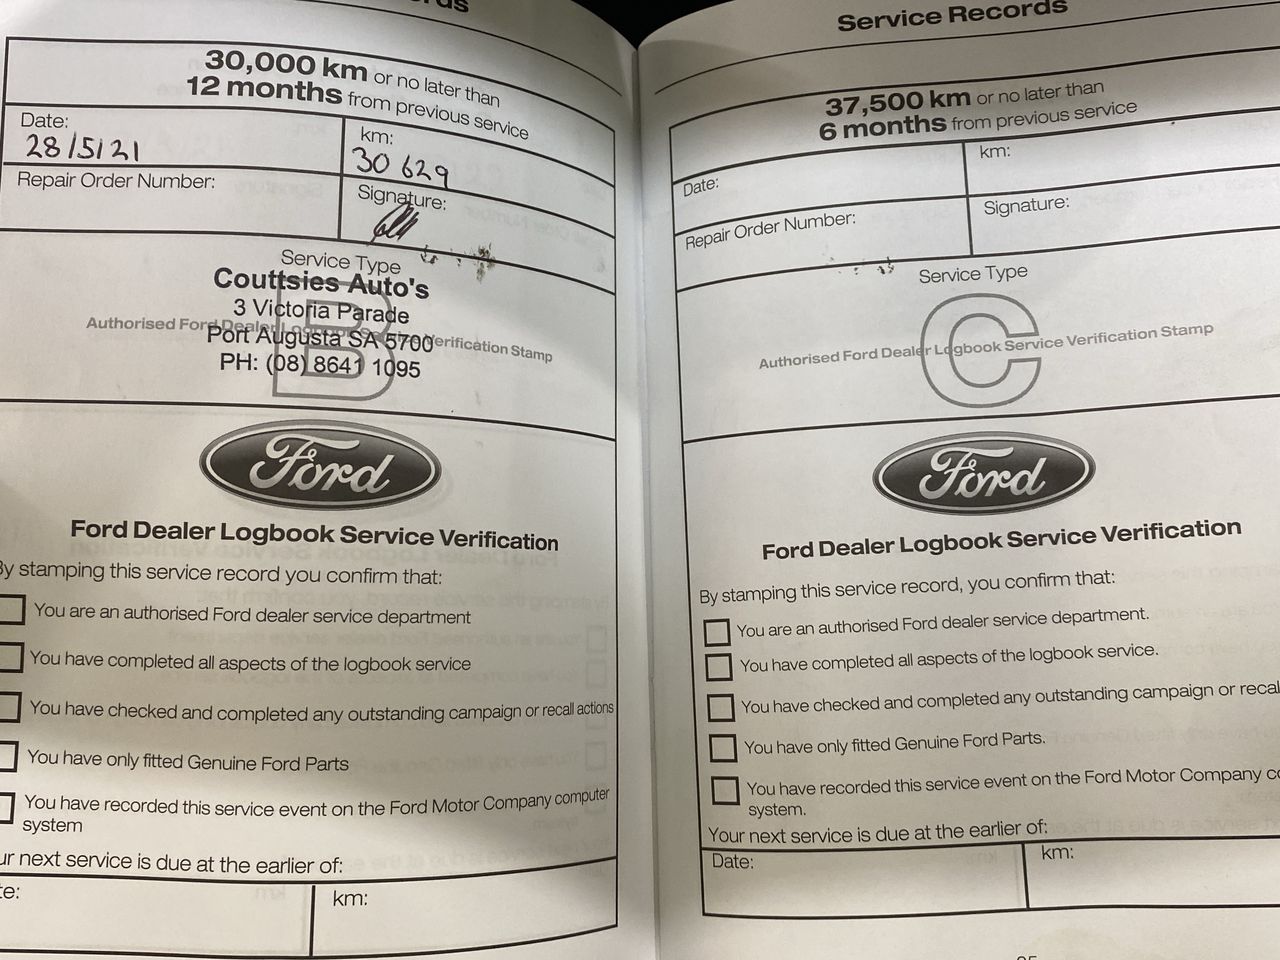 Service Records
30,000 km or no later than
12 months from previous service
Date:
28/5/21
km:
30 629
Repair Order Number:
Signature:
Service Type
B
Authorised Ford Dealer Logbook Service Verification Stamp
Couttsies Auto's
3 Victoria Parade
Port Augusta SA 5700
PH: (08) 8641 1095
Ford
Ford Dealer Logbook Service Verification
By stamping this service record you confirm that:
You are an authorised Ford dealer service department
You have completed all aspects of the logbook service
You have checked and completed any outstanding campaign or recall actions
You have only fitted Genuine Ford Parts
You have recorded this service event on the Ford Motor Company computer
system
ur next service is due at the earlier of:
te:
km:
37,500 km or no later than
6 months from previous service
Date:
km:
Repair Order Number:
Signature:
Service Type
C
Authorised Ford Dealer Logbook Service Verification Stamp
Ford
Ford Dealer Logbook Service Verification
By stamping this service record, you confirm that:
You are an authorised Ford dealer service department.
You have completed all aspects of the logbook service.
You have checked and completed any outstanding campaign or recal
You have only fitted Genuine Ford Parts.
You have recorded this service event on the Ford Motor Company co
system.
Your next service is due at the earlier of:
Date:
km: